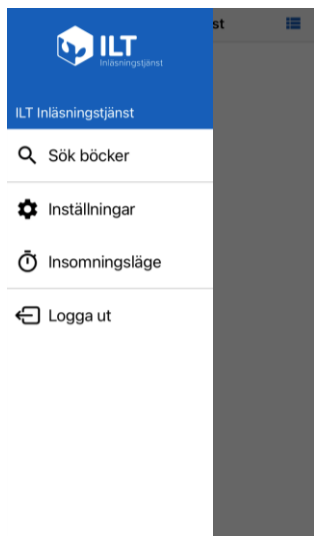 st
ILT
Inläsningstjänst
ILT Inläsningstjänst
Sök böcker
Inställningar
Insomningsläge
Logga ut